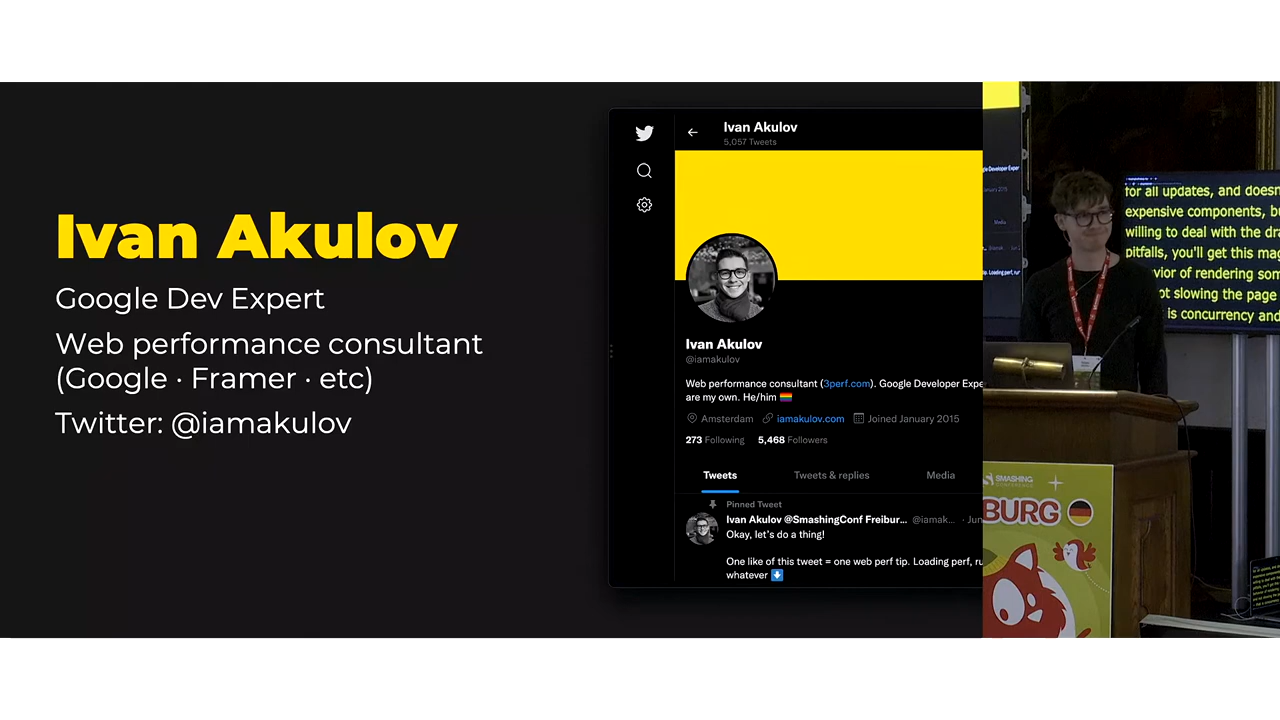 Ivan Akulov
Google Dev Expert
Web performance consultant
(Google · Framer · etc)
Twitter: @iamakulov
Ivan Akulov
5,057 Tweets
Ivan Akulov
@iamakulov
Web performance consultant (3perf.com). Google Developer Expe
are my own. He/him 🏳️‍🌈
Amsterdam iamakulov.com Joined January 2015
273 Following 5,468 Followers
Tweets Tweets & replies Media
Pinned Tweet
Ivan Akulov @SmashingConf Freibur... @iamak... · Jun
Okay, let's do a thing!
One like of this tweet = one web perf tip. Loading perf, ru
whatever ⬇️
for all updates, and doesn
expensive components, bu
willing to deal with the dra
pitfalls, you'll get this mag
vior of rendering som
ot slowing the page
is concurrency and
SMASHING
CONFERENCE
BURG